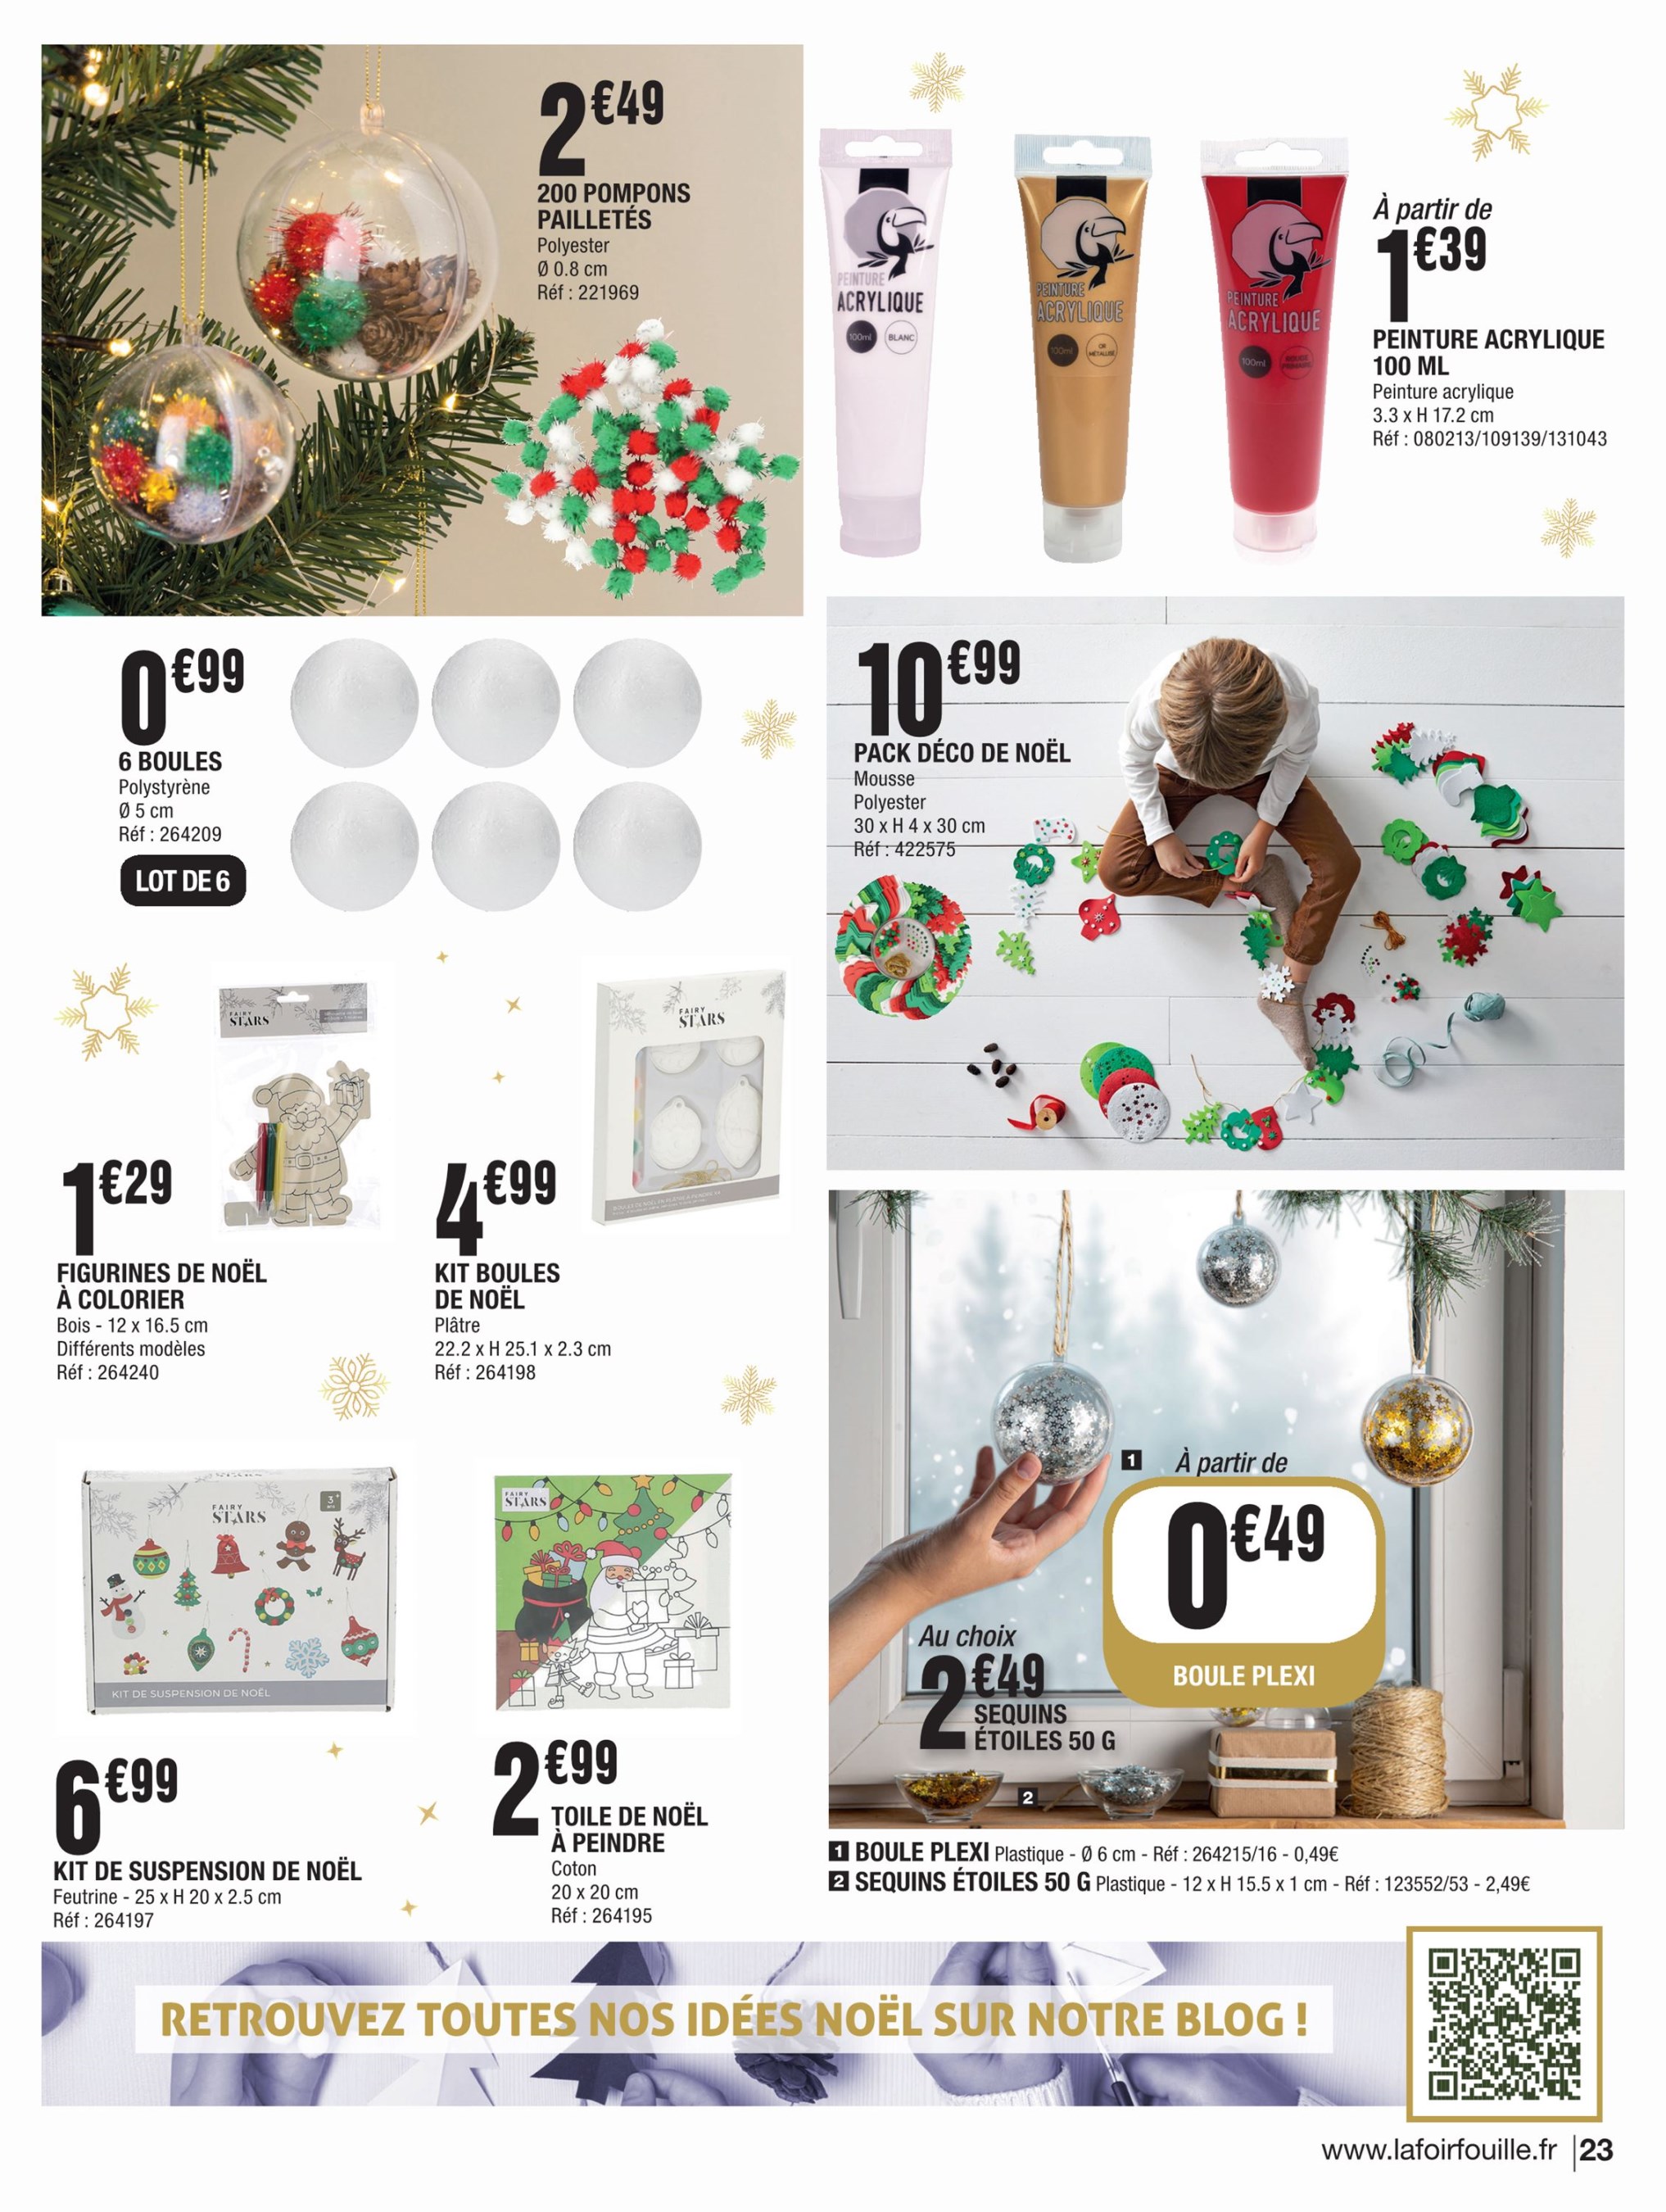 2€49
200 POMPONS
PAILLETÉS
Polyester
Ø 0.8 cm
Réf : 221969
PEINTURE
ACRYLIQUE
100ml
BLANC
PEINTURE
ACRYLIQUE
100ml
OR
MÉTALLISÉ
PEINTURE
ACRYLIQUE
100ml
ROUGE
PRIMAIRE
À partir de
1€39
PEINTURE ACRYLIQUE
100 ML
Peinture acrylique
3.3 x H 17.2 cm
Réf : 080213/109139/131043
0€99
6 BOULES
Polystyrène
Ø 5 cm
Réf : 264209
LOT DE 6
10€99
PACK DÉCO DE NOËL
Mousse
Polyester
30 x H 4 x 30 cm
Réf : 422575
FAIRY
STARS
1€29
FIGURINES DE NOËL
À COLORIER
Bois - 12 x 16.5 cm
Différents modèles
Réf : 264240
FAIRY
STARS
4€99
KIT BOULES
DE NOËL
Plâtre
22.2 x H 25.1 x 2.3 cm
Réf : 264198
FAIRY
STARS
3+
KIT DE SUSPENSION DE NOËL
6€99
KIT DE SUSPENSION DE NOËL
Feutrine - 25 x H 20 x 2.5 cm
Réf : 264197
FAIRY
STARS
2€99
TOILE DE NOËL
À PEINDRE
Coton
20 x 20 cm
Réf : 264195
1
À partir de
0€49
BOULE PLEXI
Au choix
2€49
SEQUINS
ÉTOILES 50 G
2
1 BOULE PLEXI Plastique - Ø 6 cm - Réf : 264215/16 - 0,49€
2 SEQUINS ÉTOILES 50 G Plastique - 12 x H 15.5 x 1 cm - Réf : 123552/53 - 2,49€
RETROUVEZ TOUTES NOS IDÉES NOËL SUR NOTRE BLOG !
www.lafoirfouille.fr | 23